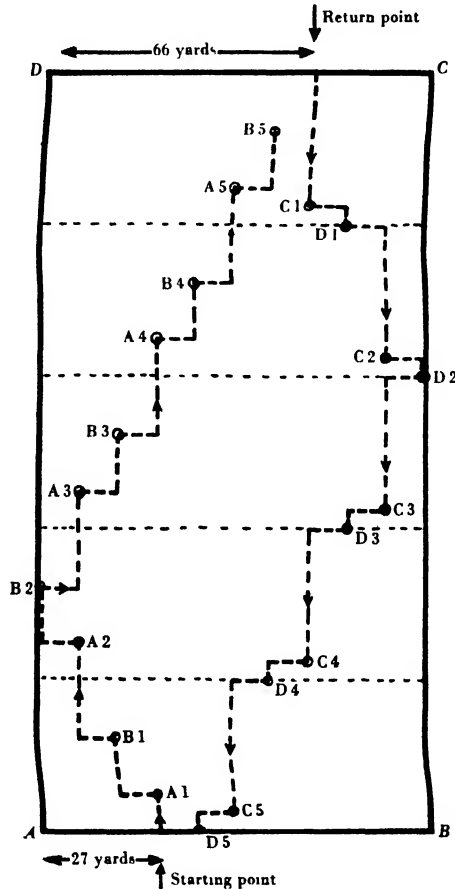 Return point
66 yards
D
C
B5
A5
C1
D1
B4
A4
C2
D2
B3
A3
C3
D3
B2
A2
C4
D4
B1
A1
C5
A
D5
B
27 yards
Starting point